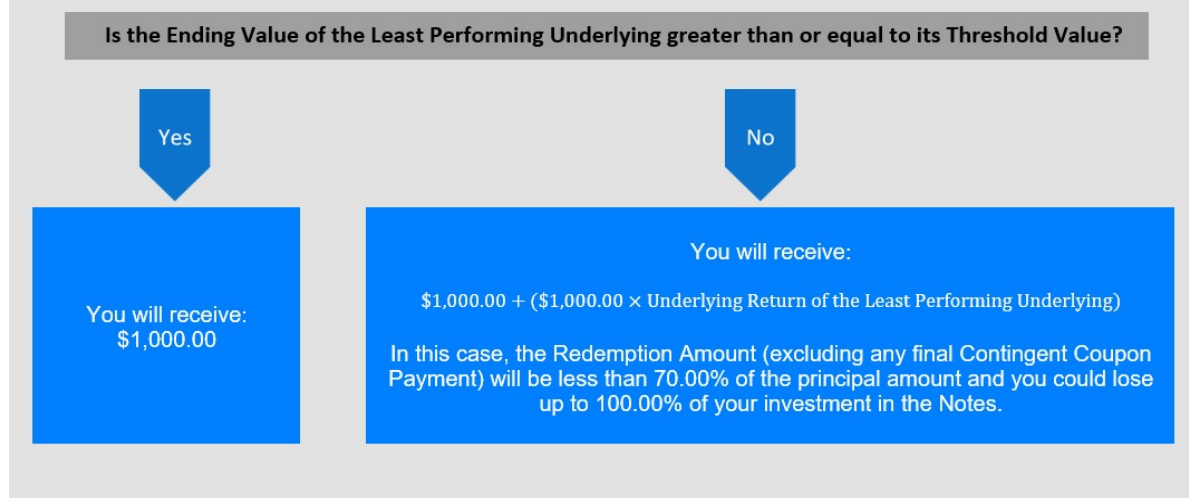 Is the Ending Value of the Least Performing Underlying greater than or equal to its Threshold Value?
Yes
No
You will receive:
$1,000.00
You will receive:
$1,000.00 + ($1,000.00 × Underlying Return of the Least Performing Underlying)
In this case, the Redemption Amount (excluding any final Contingent Coupon
Payment) will be less than 70.00% of the principal amount and you could lose
up to 100.00% of your investment in the Notes.